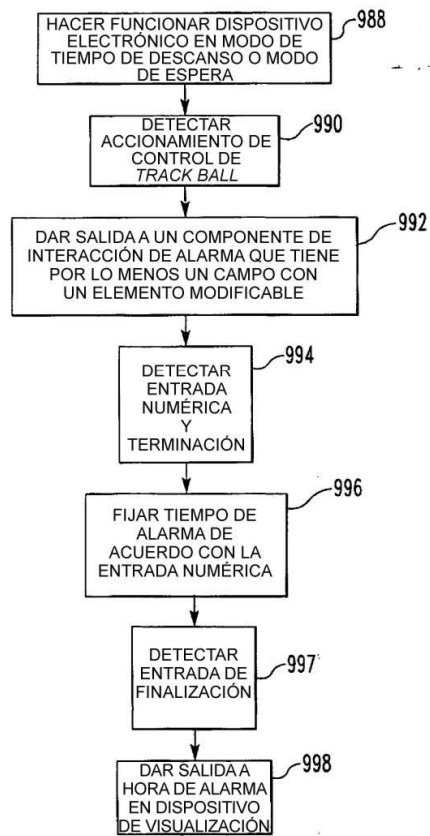 HACER FUNCIONAR DISPOSITIVO
ELECTRÓNICO EN MODO DE
TIEMPO DE DESCANSO O MODO
DE ESPERA
988
DETECTAR
ACCIONAMIENTO DE
CONTROL DE
TRACK BALL
990
DAR SALIDA A UN COMPONENTE DE
INTERACCIÓN DE ALARMA QUE TIENE
POR LO MENOS UN CAMPO CON
UN ELEMENTO MODIFICABLE
992
DETECTAR
ENTRADA
NUMÉRICA
Y
TERMINACIÓN
994
FIJAR TIEMPO DE
ALARMA DE
ACUERDO CON LA
ENTRADA NUMÉRICA
996
DETECTAR
ENTRADA DE
FINALIZACIÓN
997
DAR SALIDA A
HORA DE ALARMA
EN DISPOSITIVO
DE VISUALIZACIÓN
998